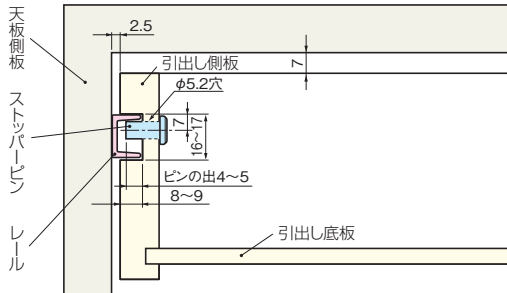 天板側板
ストッパーピン
レール
2.5
引出し側板
φ5.2穴
7
7
16〜17
ピンの出4〜5
8〜9
引出し底板